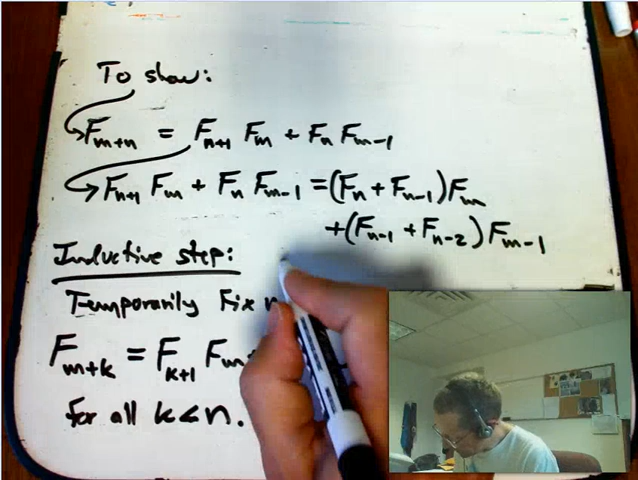 To show:
F_{m+n} = F_{n+1} F_m + F_n F_{m-1}
F_{n+1} F_m + F_n F_{m-1} = (F_n + F_{n-1}) F_m
+ (F_{n-1} + F_{n-2}) F_{m-1}
Inductive step:
Temporarily Fix
F_{m+k} = F_{k+1} F_m
for all k < n.